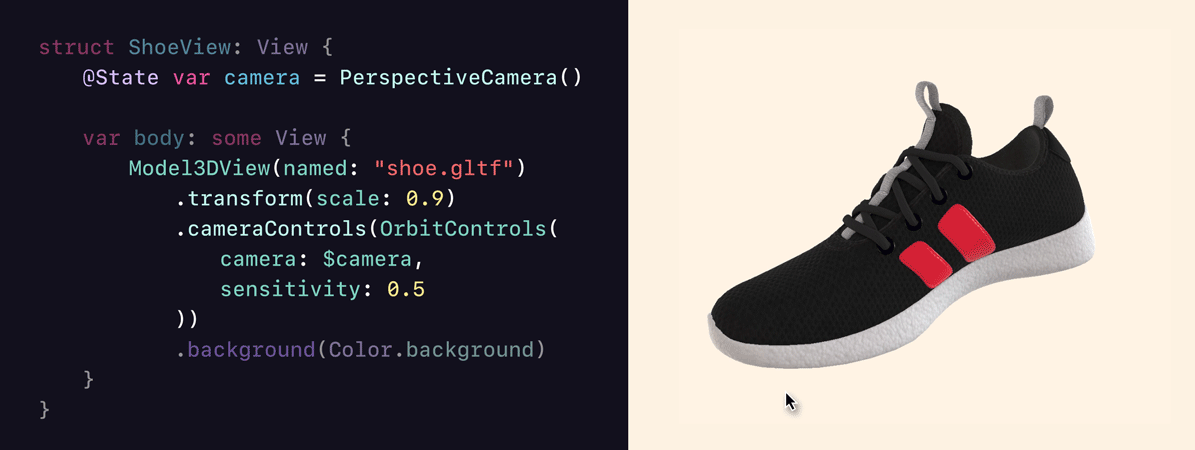 struct ShoeView: View {
@State var camera = PerspectiveCamera()
var body: some View {
Model3DView(named: "shoe.gltf")
.transform(scale: 0.9)
.cameraControls(OrbitControls(
camera: $camera,
sensitivity: 0.5
))
.background(Color.background)
}
}